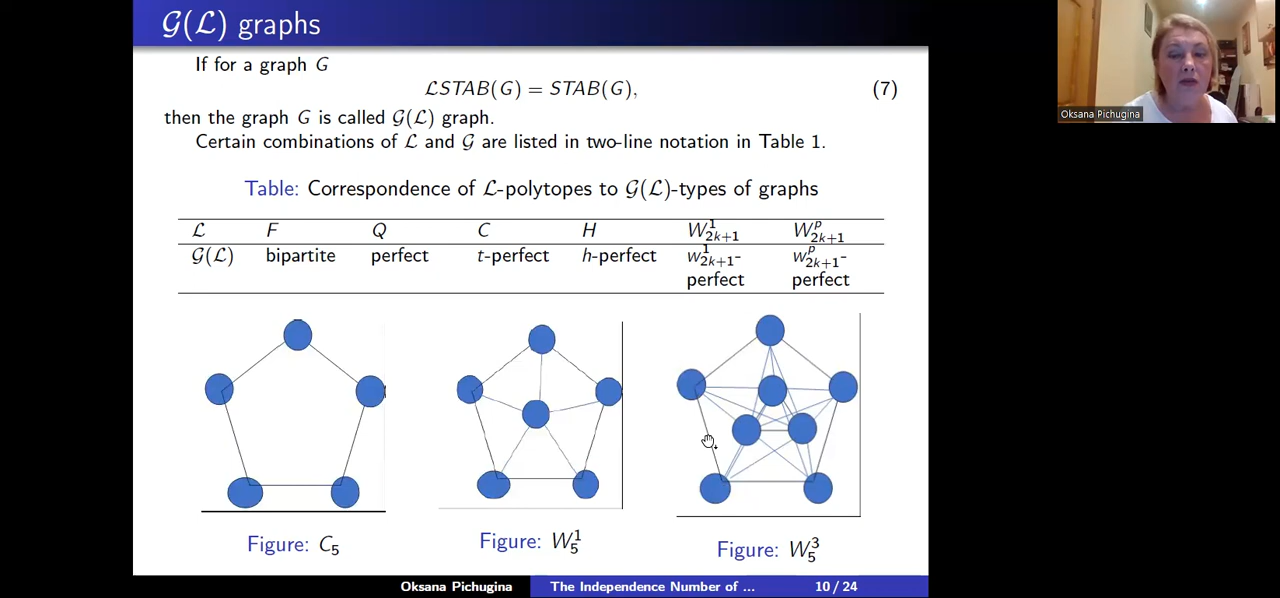 𝒢(ℒ) graphs
If for a graph G
ℒSTAB(G) = STAB(G), (7)
then the graph G is called 𝒢(ℒ) graph.
Certain combinations of ℒ and 𝒢 are listed in two-line notation in Table 1.
Table: Correspondence of ℒ-polytopes to 𝒢(ℒ)-types of graphs
ℒ F Q C H W^1_{2k+1} W^p_{2k+1}
𝒢(ℒ) bipartite perfect t-perfect h-perfect w^1_{2k+1}- w^p_{2k+1}-
perfect perfect
Figure: C_5
Figure: W^1_5
Figure: W^3_5
Oksana Pichugina The Independence Number of ... 10 / 24
Oksana Pichugina